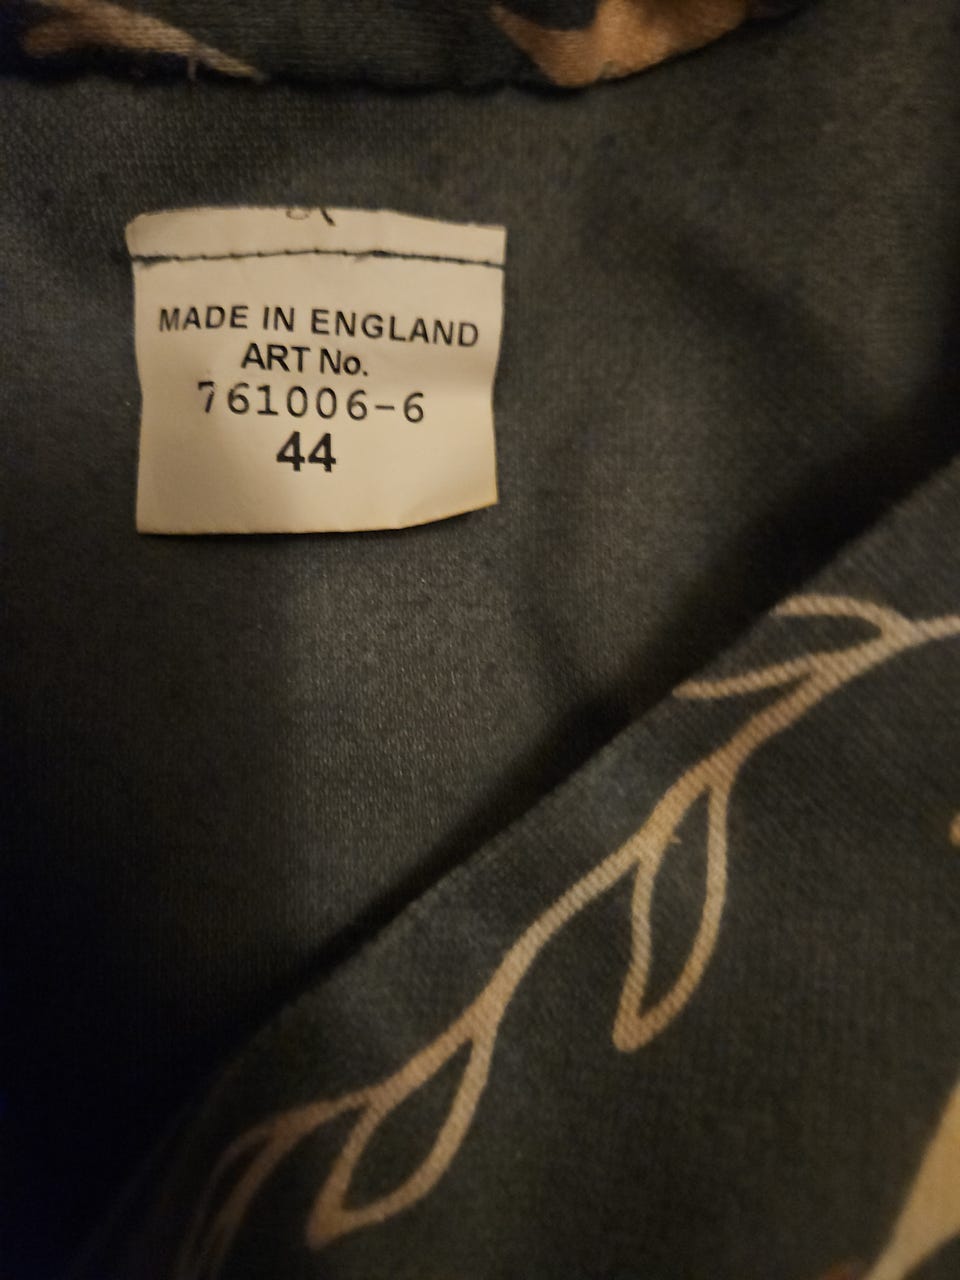 MADE IN ENGLAND
ART No.
761006-6
44